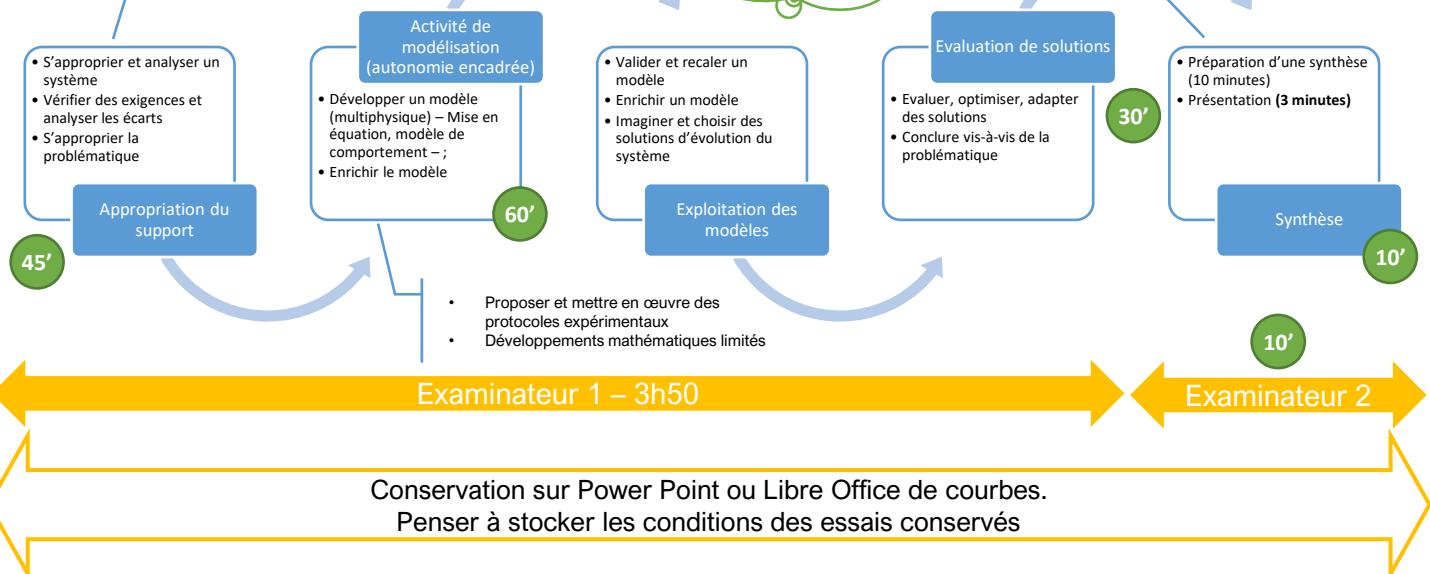 • S'approprier et analyser un
système
• Vérifier des exigences et
analyser les écarts
• S'approprier la
problématique
Appropriation du
support
45'
Activité de
modélisation
(autonomie encadrée)
• Développer un modèle
(multiphysique) – Mise en
équation, modèle de
comportement – ;
• Enrichir le modèle
60'
• Valider et recaler un
modèle
• Enrichir un modèle
• Imaginer et choisir des
solutions d'évolution du
système
Exploitation des
modèles
Evaluation de solutions
• Evaluer, optimiser, adapter
des solutions
• Conclure vis-à-vis de la
problématique
30'
• Préparation d'une synthèse
(10 minutes)
• Présentation (3 minutes)
Synthèse
10'
• Proposer et mettre en œuvre des
protocoles expérimentaux
• Développements mathématiques limités
10'
Examinateur 1 – 3h50
Examinateur 2
Conservation sur Power Point ou Libre Office de courbes.
Penser à stocker les conditions des essais conservés